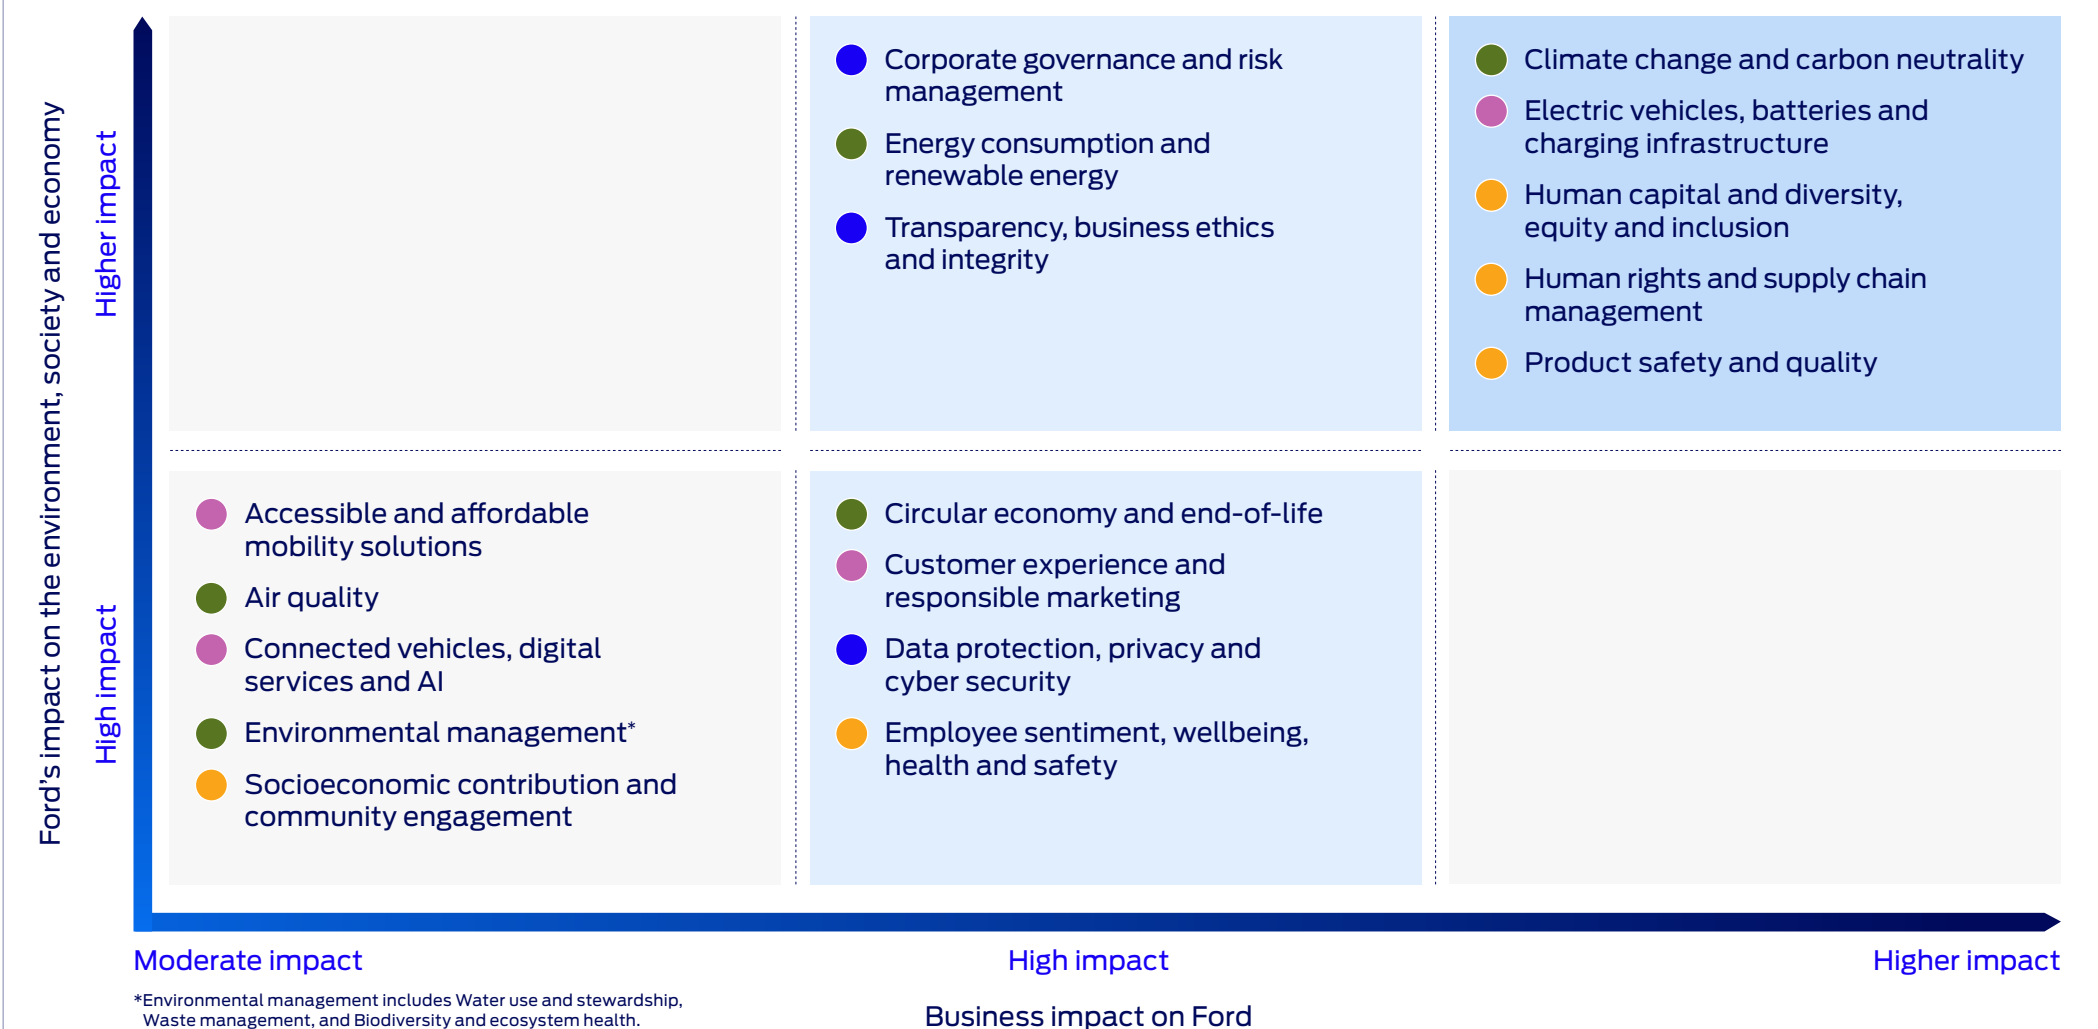 Ford's impact on the environment, society and economy
Higher impact
High impact
Corporate governance and risk
management
Energy consumption and
renewable energy
Transparency, business ethics
and integrity
Climate change and carbon neutrality
Electric vehicles, batteries and
charging infrastructure
Human capital and diversity,
equity and inclusion
Human rights and supply chain
management
Product safety and quality
Accessible and affordable
mobility solutions
Air quality
Connected vehicles, digital
services and AI
Environmental management*
Socioeconomic contribution and
community engagement
Circular economy and end-of-life
Customer experience and
responsible marketing
Data protection, privacy and
cyber security
Employee sentiment, wellbeing,
health and safety
Moderate impact
High impact
Higher impact
*Environmental management includes Water use and stewardship,
Waste management, and Biodiversity and ecosystem health.
Business impact on Ford